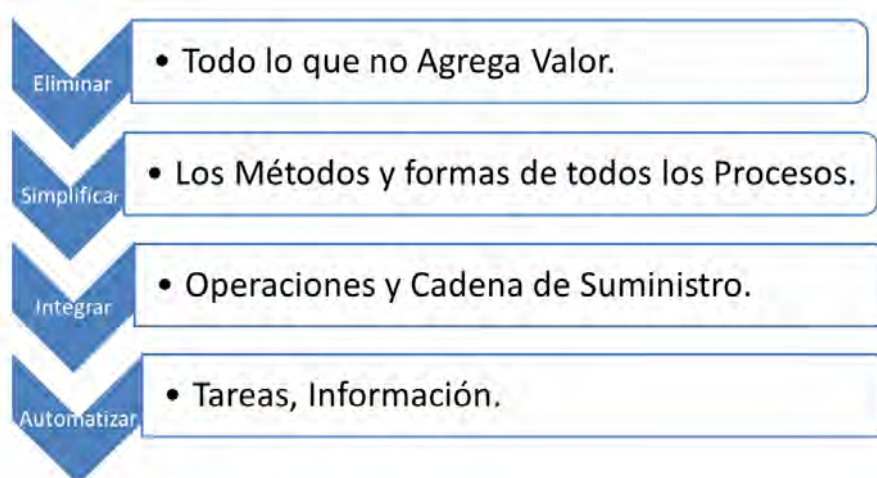 Eliminar
• Todo lo que no Agrega Valor.
Simplificar
• Los Métodos y formas de todos los Procesos.
Integrar
• Operaciones y Cadena de Suministro.
Automatizar
• Tareas, Información.